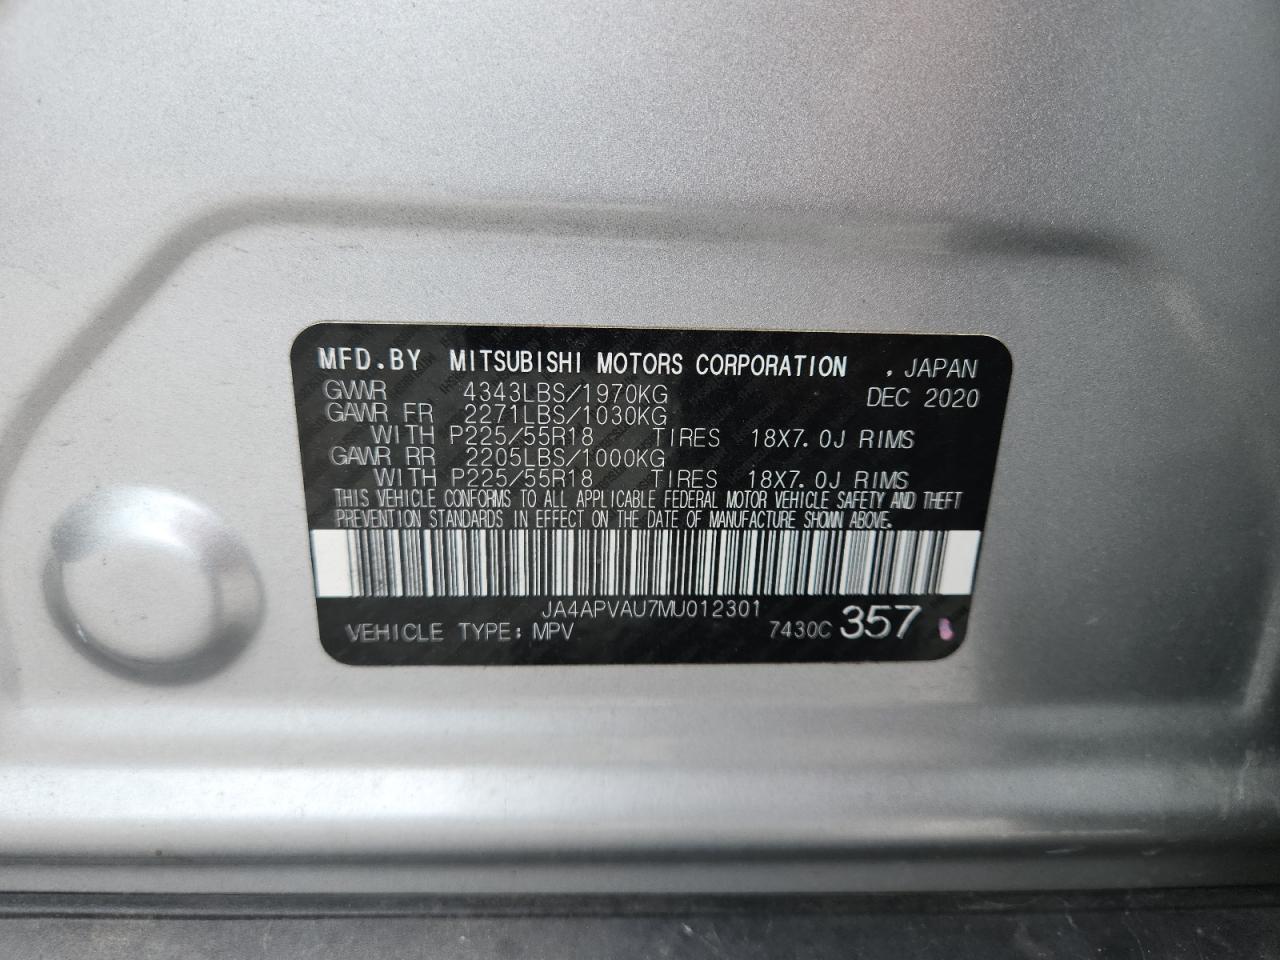 MFD.BY MITSUBISHI MOTORS CORPORATION , JAPAN
GVWR 4343LBS/1970KG DEC 2020
GAWR FR 2271LBS/1030KG
WITH P225/55R18 TIRES 18X7.0J RIMS
GAWR RR 2205LBS/1000KG
WITH P225/55R18 TIRES 18X7.0J RIMS
THIS VEHICLE CONFORMS TO ALL APPLICABLE FEDERAL MOTOR VEHICLE SAFETY AND THEFT
PREVENTION STANDARDS IN EFFECT ON THE DATE OF MANUFACTURE SHOWN ABOVE.
JA4APVAU7MU012301
VEHICLE TYPE: MPV 7430C 357